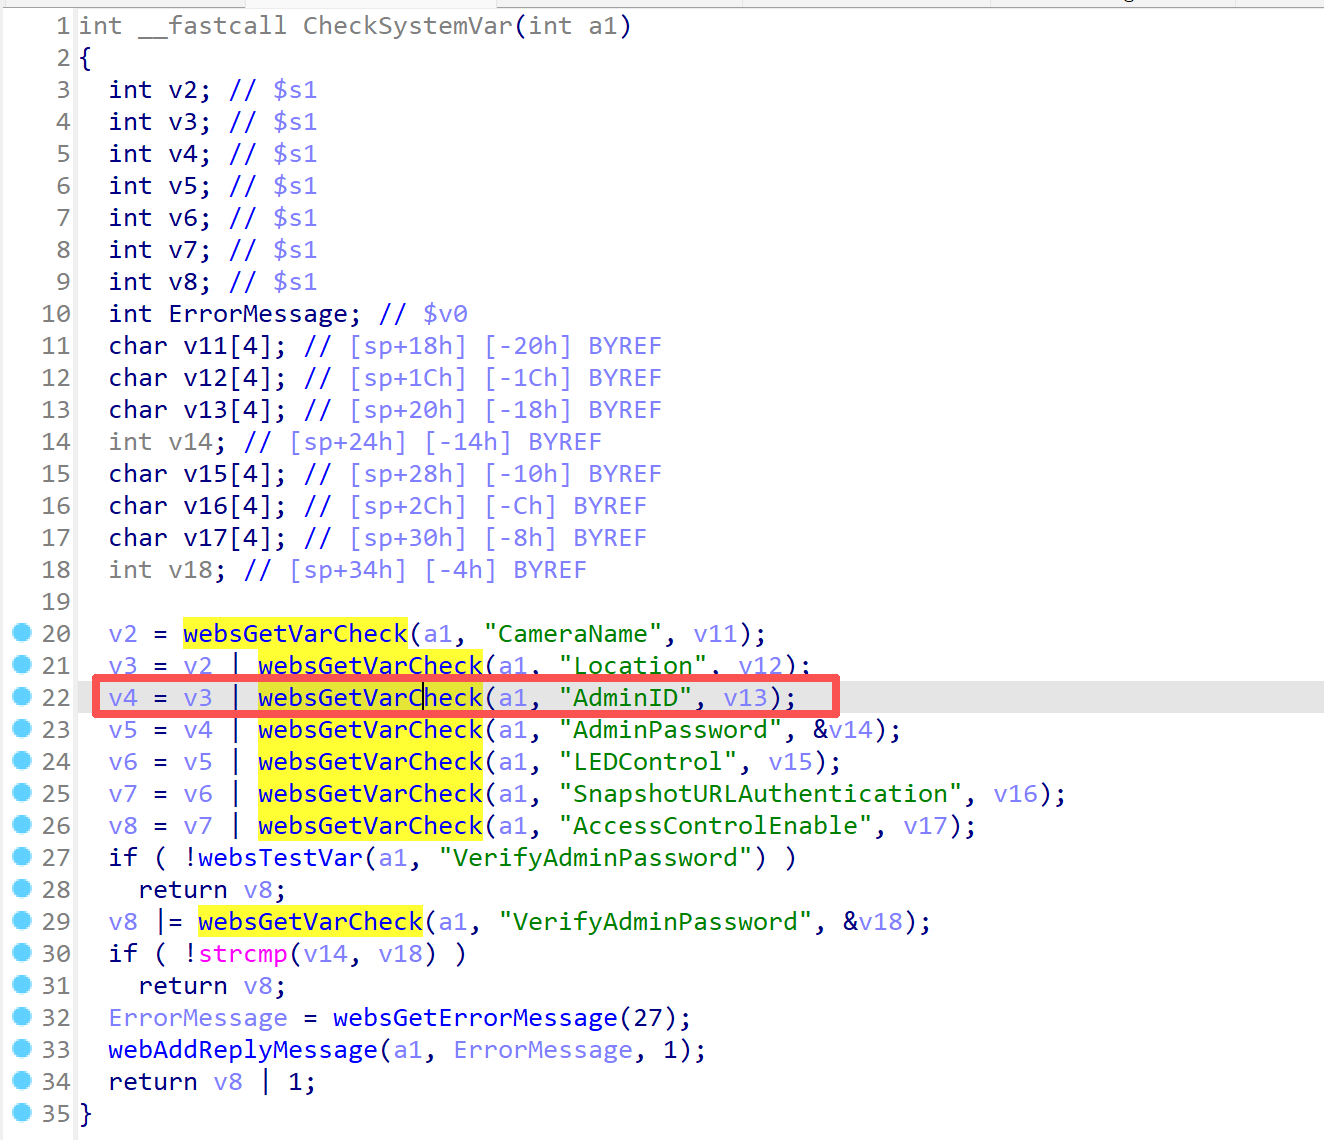 1 int __fastcall CheckSystemVar(int a1)
2 {
3   int v2; // $s1
4   int v3; // $s1
5   int v4; // $s1
6   int v5; // $s1
7   int v6; // $s1
8   int v7; // $s1
9   int v8; // $s1
10   int ErrorMessage; // $v0
11   char v11[4]; // [sp+18h] [-20h] BYREF
12   char v12[4]; // [sp+1Ch] [-1Ch] BYREF
13   char v13[4]; // [sp+20h] [-18h] BYREF
14   int v14; // [sp+24h] [-14h] BYREF
15   char v15[4]; // [sp+28h] [-10h] BYREF
16   char v16[4]; // [sp+2Ch] [-Ch] BYREF
17   char v17[4]; // [sp+30h] [-8h] BYREF
18   int v18; // [sp+34h] [-4h] BYREF
19
20   v2 = websGetVarCheck(a1, "CameraName", v11);
21   v3 = v2 | websGetVarCheck(a1, "Location", v12);
22   v4 = v3 | websGetVarCheck(a1, "AdminID", v13);
23   v5 = v4 | websGetVarCheck(a1, "AdminPassword", &v14);
24   v6 = v5 | websGetVarCheck(a1, "LEDControl", v15);
25   v7 = v6 | websGetVarCheck(a1, "SnapshotURLAuthentication", v16);
26   v8 = v7 | websGetVarCheck(a1, "AccessControlEnable", v17);
27   if ( !websTestVar(a1, "VerifyAdminPassword") )
28     return v8;
29   v8 |= websGetVarCheck(a1, "VerifyAdminPassword", &v18);
30   if ( !strcmp(v14, v18) )
31     return v8;
32   ErrorMessage = websGetErrorMessage(27);
33   webAddReplyMessage(a1, ErrorMessage, 1);
34   return v8 | 1;
35 }